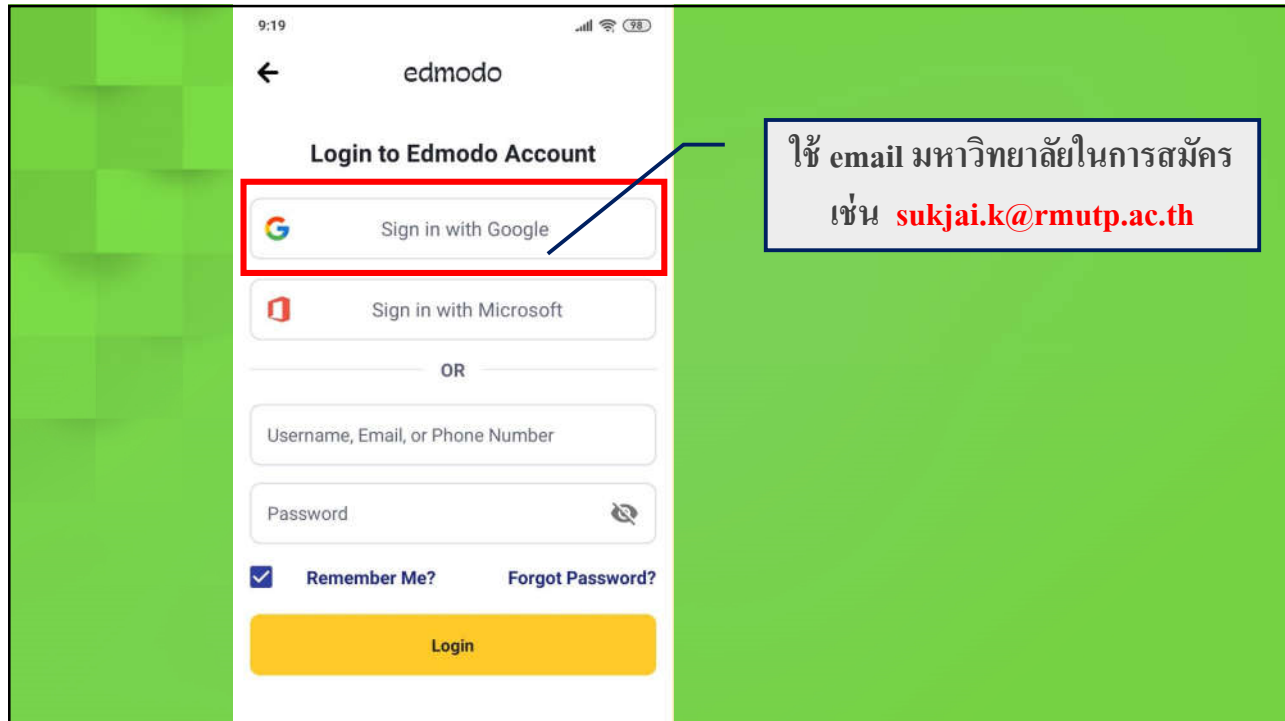 9:19
98
edmodo
Login to Edmodo Account
Sign in with Google
Sign in with Microsoft
OR
Username, Email, or Phone Number
Password
Remember Me?
Forgot Password?
Login
ใช้ email มหาวิทยาลัยในการสมัคร
เช่น sukjai.k@rmutp.ac.th